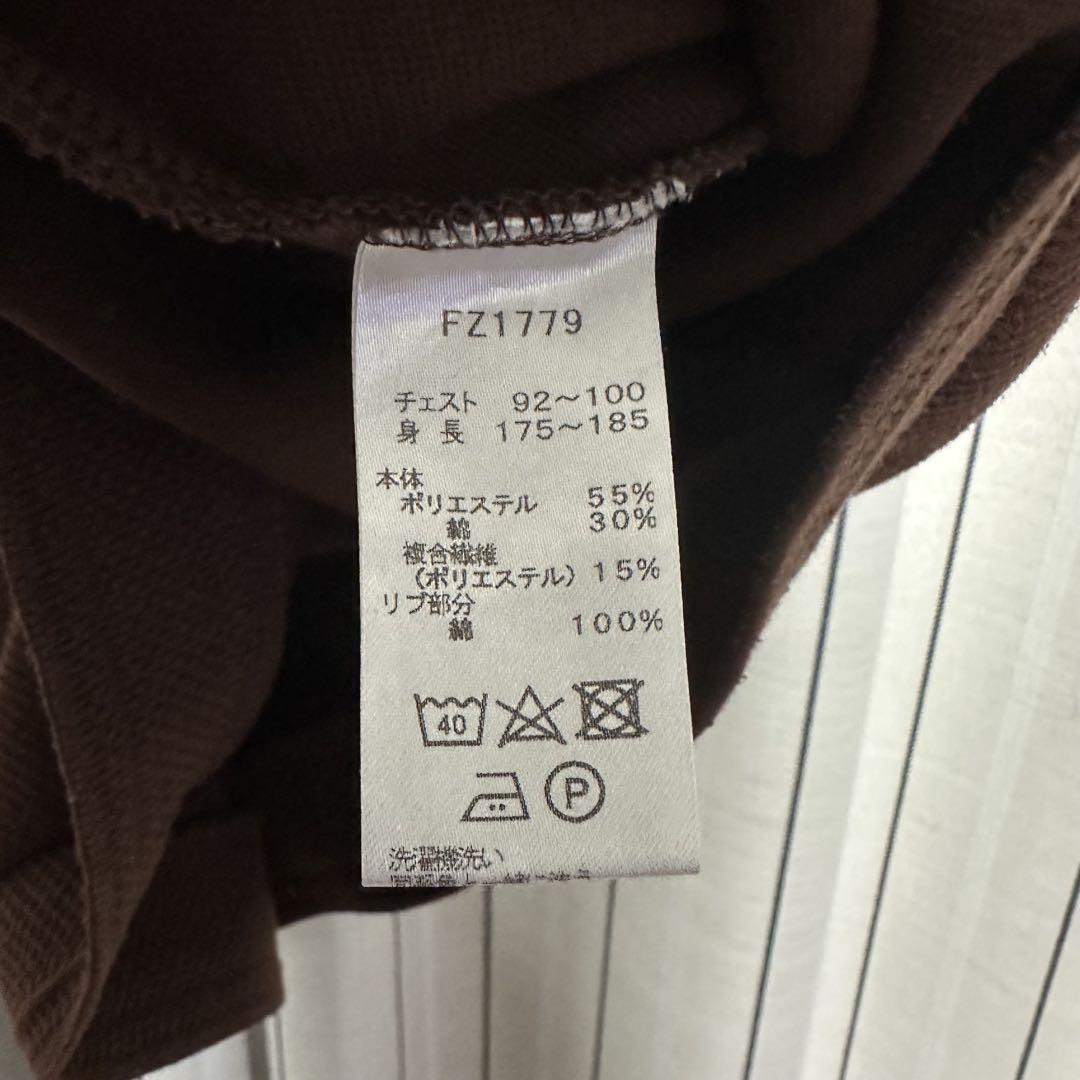 FZ1779
チェスト 92～100
身長 175～185
本体
ポリエステル 55%
綿 30%
複合繊維
（ポリエステル）15%
リブ部分
綿 100%
40
P
洗濯機洗い